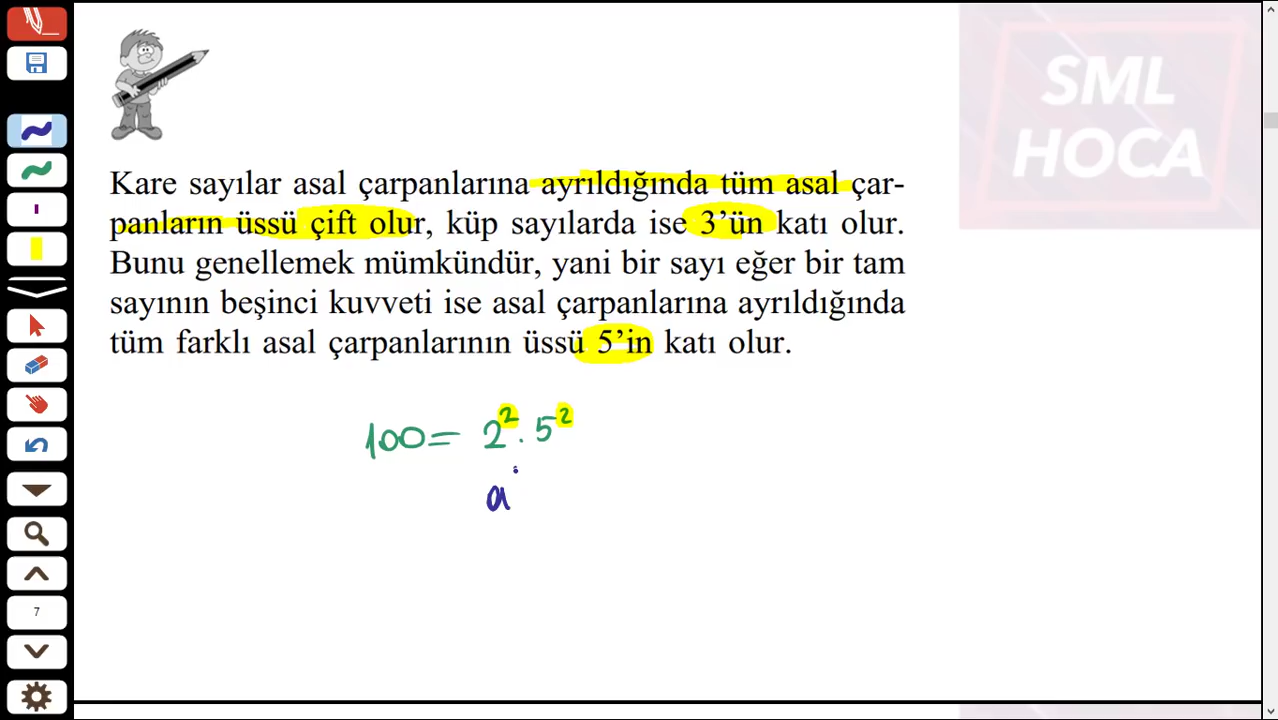 SML
HOCA
Kare sayılar asal çarpanlarına ayrıldığında tüm asal çar-
panların üssü çift olur, küp sayılarda ise 3’ün katı olur.
Bunu genellemek mümkündür, yani bir sayı eğer bir tam
sayının beşinci kuvveti ise asal çarpanlarına ayrıldığında
tüm farklı asal çarpanlarının üssü 5’in katı olur.
100 = 2² . 5²
a
7